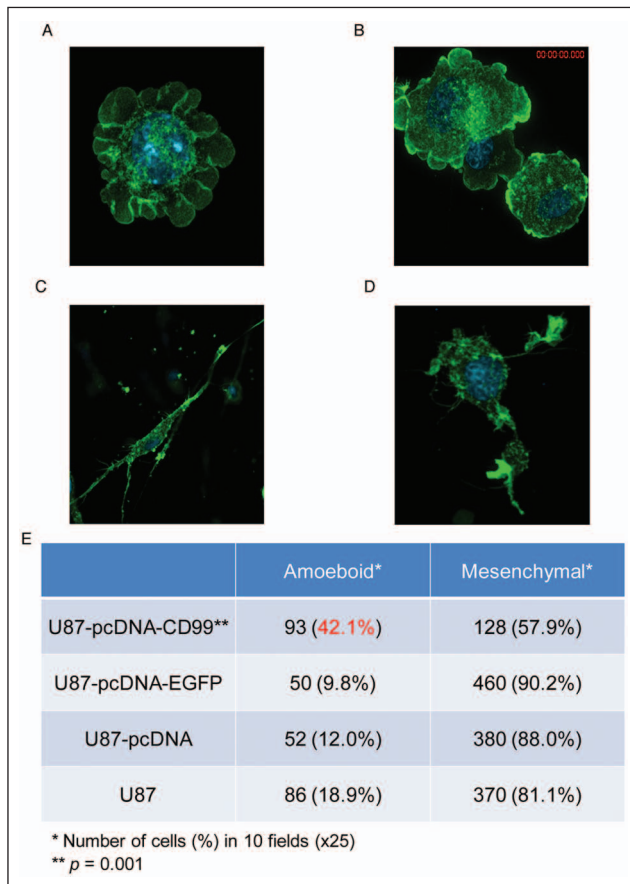 A
B
00:00:00.000
C
D
E
Amoeboid* Mesenchymal*
U87-pcDNA-CD99** 93 (42.1%) 128 (57.9%)
U87-pcDNA-EGFP 50 (9.8%) 460 (90.2%)
U87-pcDNA 52 (12.0%) 380 (88.0%)
U87 86 (18.9%) 370 (81.1%)
* Number of cells (%) in 10 fields (x25)
** p = 0.001